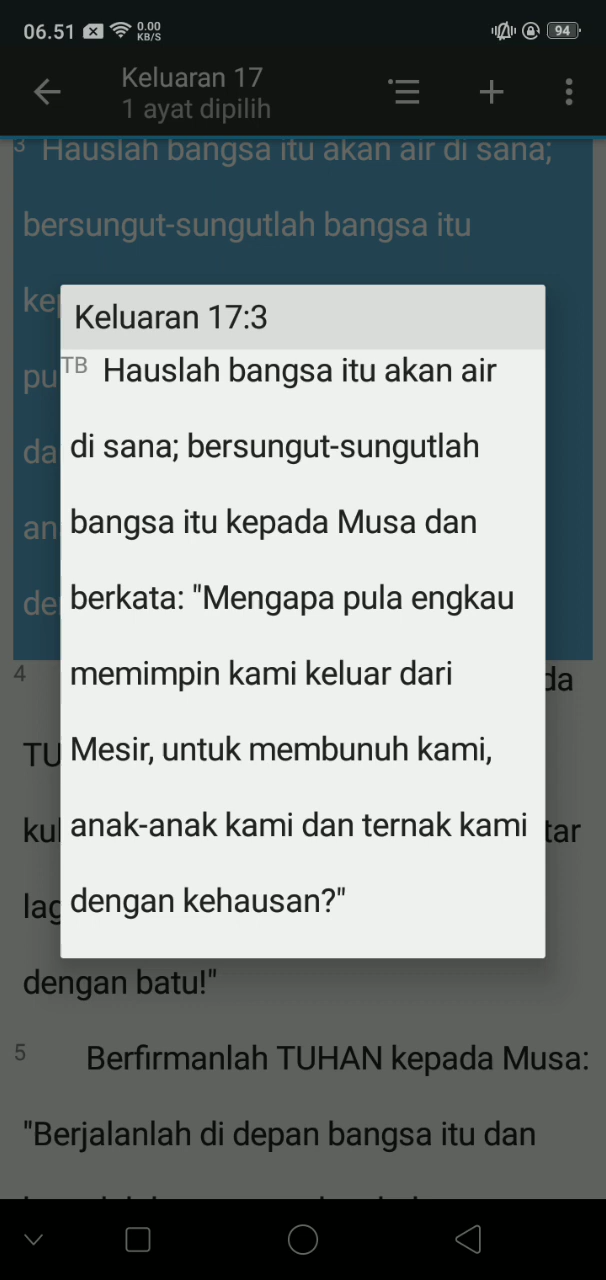 06.51
0.00
KB/S
94
Keluaran 17
1 ayat dipilih
3 Hauslah bangsa itu akan air di sana;
bersungut-sungutlah bangsa itu
Keluaran 17:3
TB Hauslah bangsa itu akan air
di sana; bersungut-sungutlah
bangsa itu kepada Musa dan
berkata: "Mengapa pula engkau
memimpin kami keluar dari
Mesir, untuk membunuh kami,
anak-anak kami dan ternak kami
dengan kehausan?"
4
dengan batu!"
5 Berfirmanlah TUHAN kepada Musa:
"Berjalanlah di depan bangsa itu dan